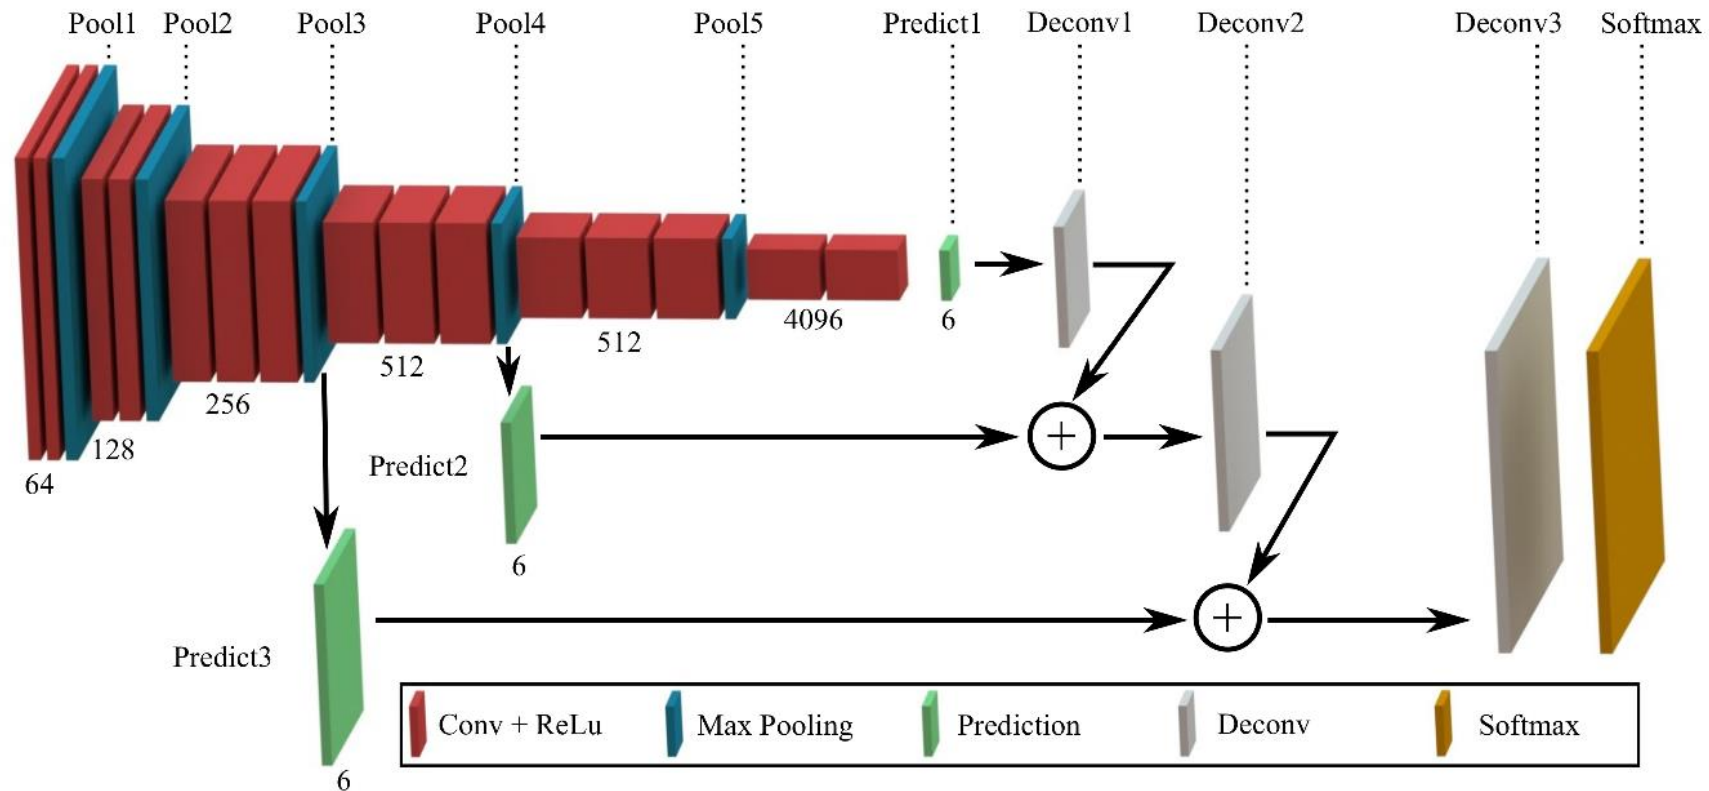 Pool1 Pool2 Pool3 Pool4 Pool5 Predict1 Deconv1 Deconv2 Deconv3 Softmax
4096
6
512
512
256
128
64
+
Predict2
6
+
Predict3
6
Conv + ReLu Max Pooling Prediction Deconv Softmax